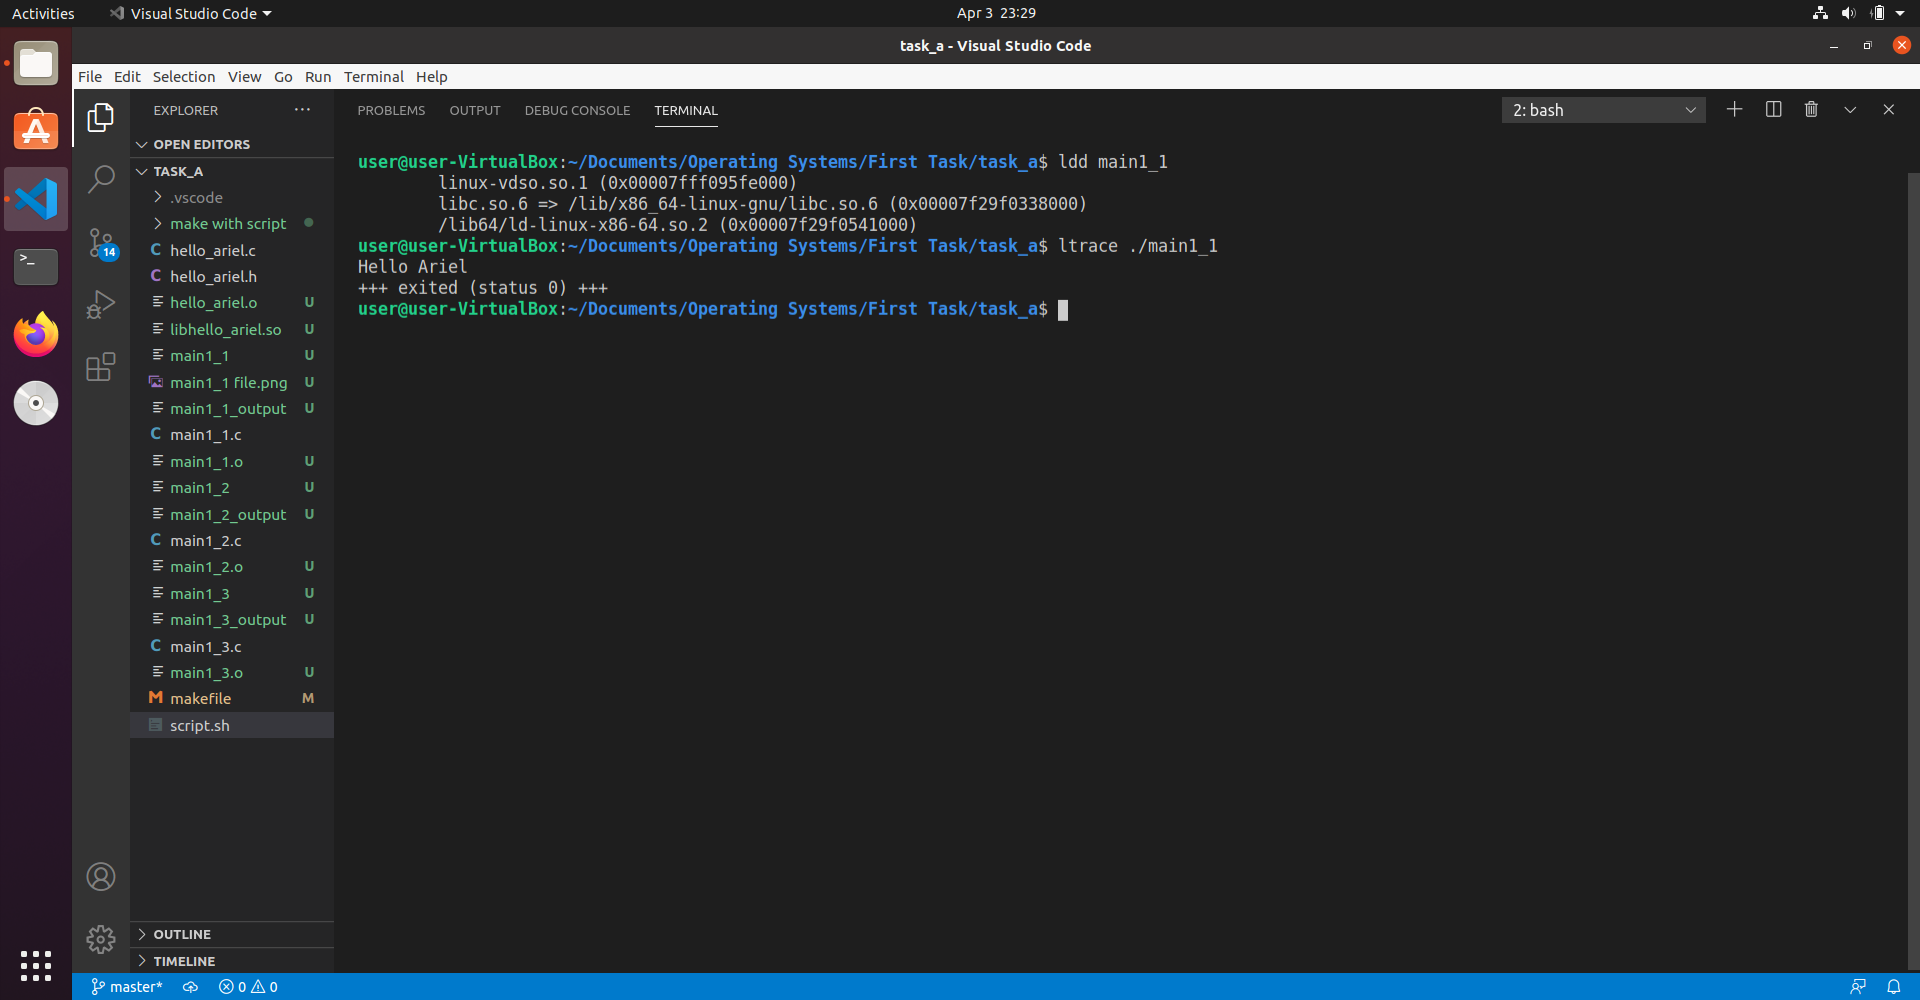 Activities
Visual Studio Code
Apr 3 23:29
task_a - Visual Studio Code
File Edit Selection View Go Run Terminal Help
EXPLORER
OPEN EDITORS
TASK_A
.vscode
make with script
C hello_ariel.c
C hello_ariel.h
hello_ariel.o U
libhello_ariel.so U
main1_1 U
main1_1 file.png U
main1_1_output U
C main1_1.c
main1_1.o U
main1_2 U
main1_2_output U
C main1_2.c
main1_2.o U
main1_3 U
main1_3_output U
C main1_3.c
main1_3.o U
M makefile M
script.sh
OUTLINE
TIMELINE
14
PROBLEMS OUTPUT DEBUG CONSOLE TERMINAL
2: bash
user@user-VirtualBox:~/Documents/Operating Systems/First Task/task_a$ ldd main1_1
linux-vdso.so.1 (0x00007fff095fe000)
libc.so.6 => /lib/x86_64-linux-gnu/libc.so.6 (0x00007f29f0338000)
/lib64/ld-linux-x86-64.so.2 (0x00007f29f0541000)
user@user-VirtualBox:~/Documents/Operating Systems/First Task/task_a$ ltrace ./main1_1
Hello Ariel
+++ exited (status 0) +++
user@user-VirtualBox:~/Documents/Operating Systems/First Task/task_a$
master* 0 0